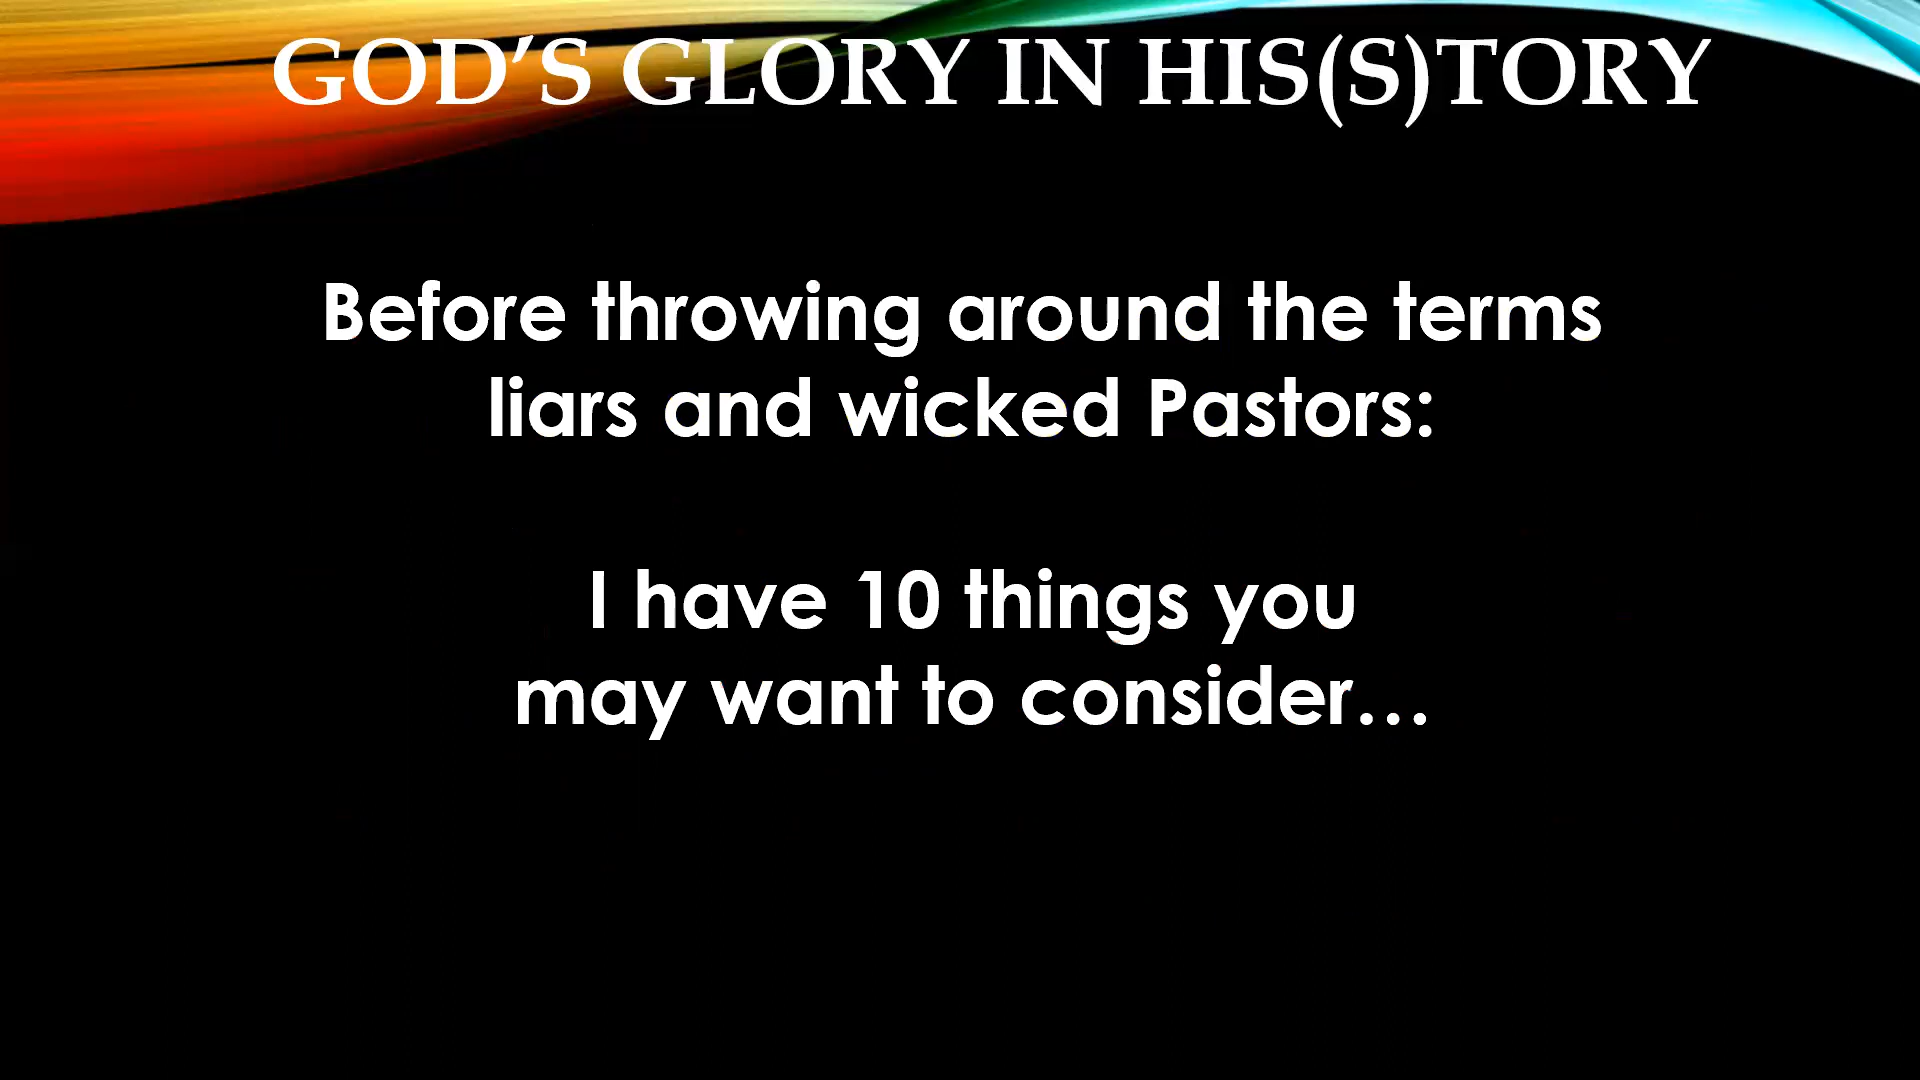 GOD’S GLORY IN HIS(S)TORY
Before throwing around the terms
liars and wicked Pastors:
I have 10 things you
may want to consider…